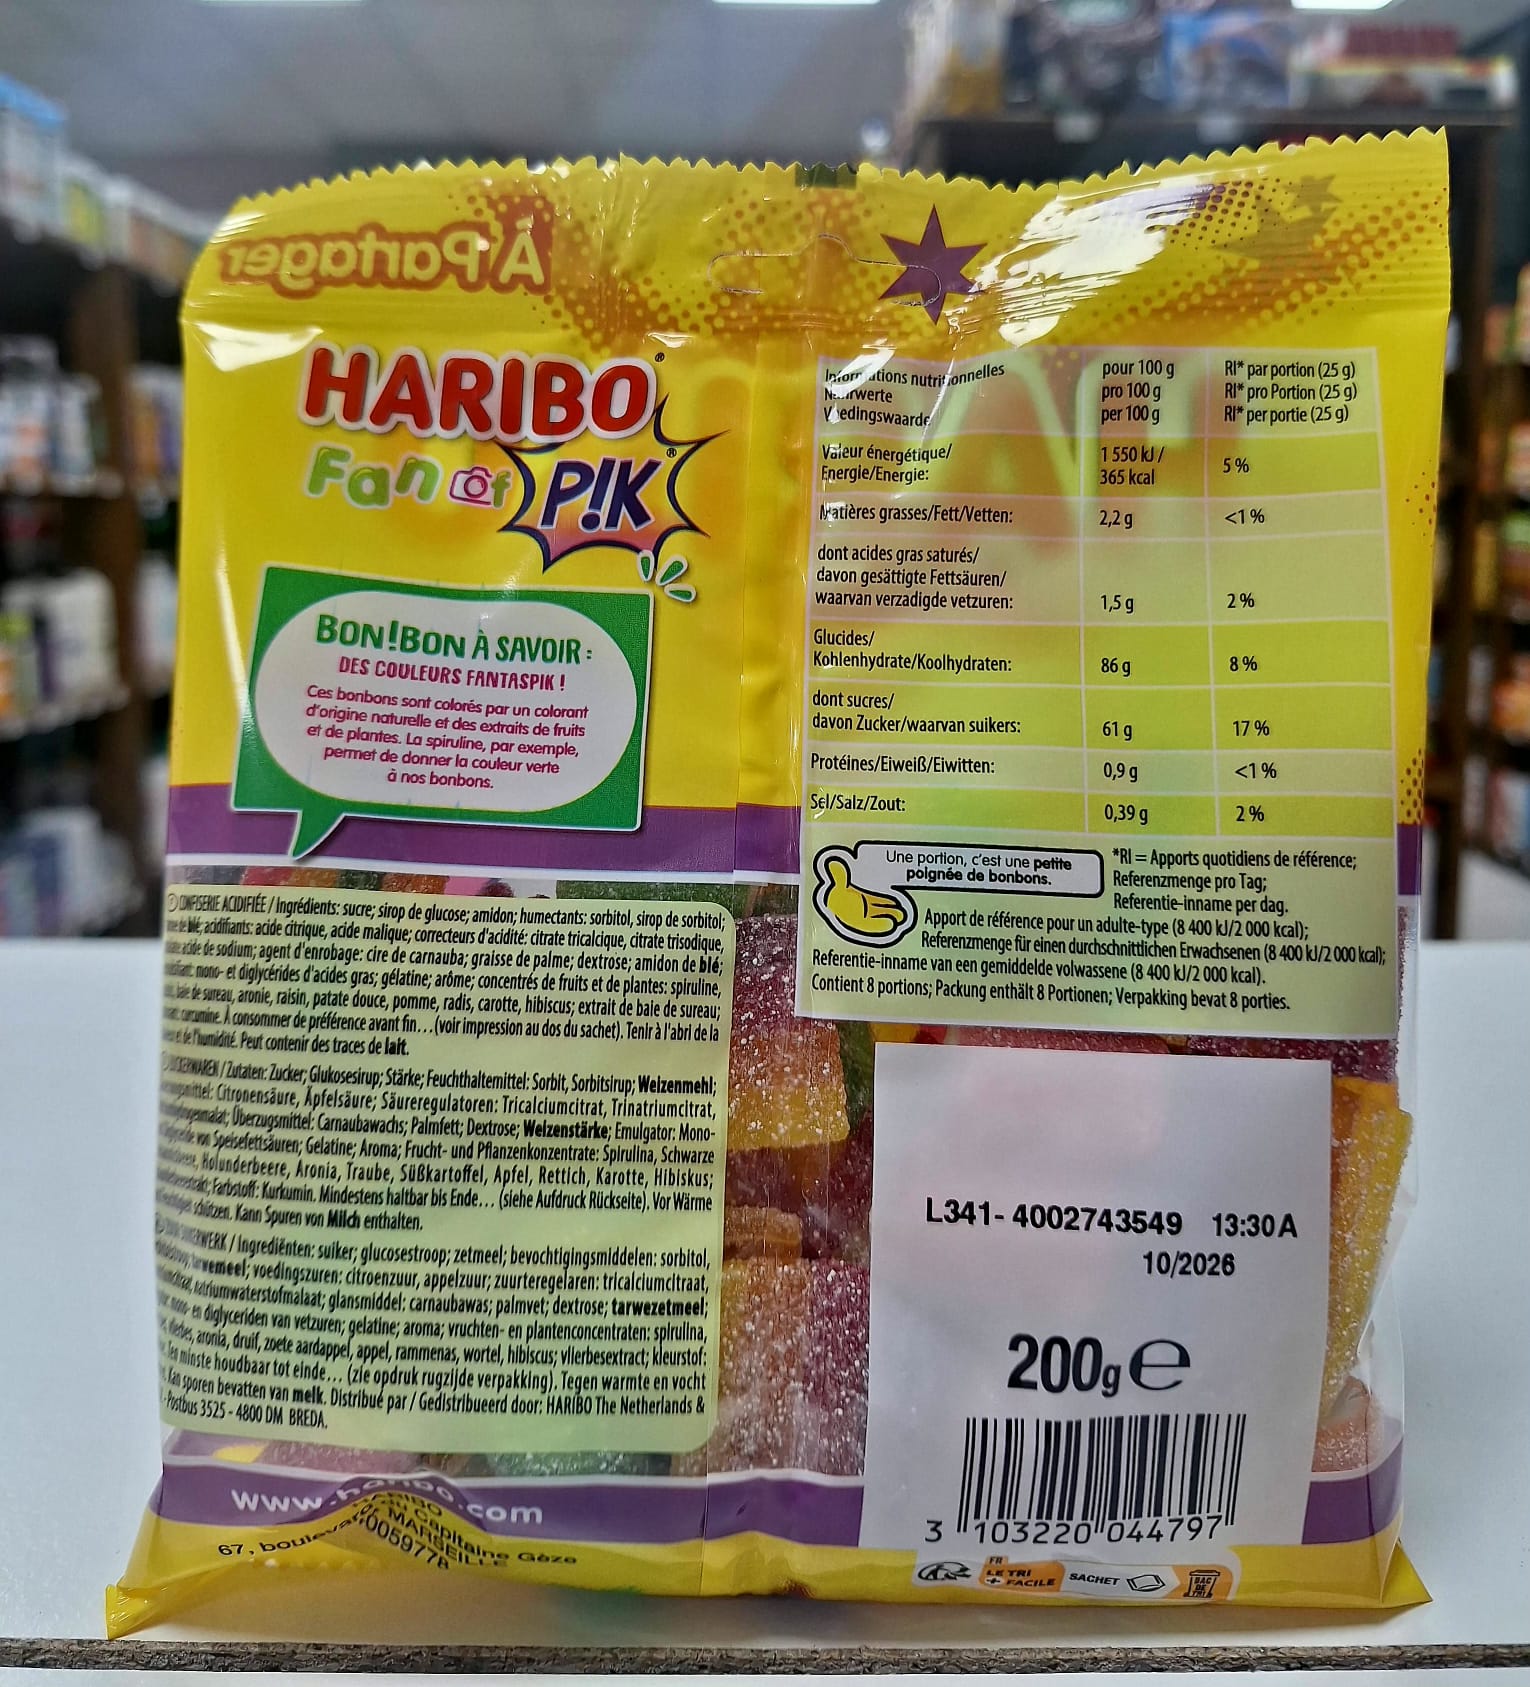 À Partager
HARIBO
Fan of P!K
BON!BON À SAVOIR :
DES COULEURS FANTASPIK !
Ces bonbons sont colorés par un colorant
d'origine naturelle et des extraits de fruits
et de plantes. La spiruline, par exemple,
permet de donner la couleur verte
à nos bonbons.
CONFISERIE ACIDIFIÉE / Ingrédients: sucre; sirop de glucose; amidon; humectants: sorbitol, sirop de sorbitol;
de blé; acidifiants: acide citrique, acide malique; correcteurs d'acidité: citrate tricalcique, citrate trisodique,
acide de sodium; agent d'enrobage: cire de carnauba; graisse de palme; dextrose; amidon de blé;
mono- et diglycérides d'acides gras; gélatine; arôme; concentrés de fruits et de plantes: spiruline,
baie de sureau, aronie, raisin, patate douce, pomme, radis, carotte, hibiscus; extrait de baie de sureau;
curcumine. À consommer de préférence avant fin... (voir impression au dos du sachet). Tenir à l'abri de la
et de l'humidité. Peut contenir des traces de lait.
/ Zutaten: Zucker; Glukosesirup; Stärke; Feuchthaltemittel: Sorbit, Sorbitsirup; Weizenmehl;
Citronensäure, Äpfelsäure; Säureregulatoren: Tricalciumcitrat, Trinatriumcitrat,
Überzugsmittel: Carnaubawachs; Palmfett; Dextrose; Weizenstärke; Emulgator: Mono-
von Speisefettsäuren; Gelatine; Aroma; Frucht- und Pflanzenkonzentrate: Spirulina, Schwarze
Holunderbeere, Aronia, Traube, Süßkartoffel, Apfel, Rettich, Karotte, Hibiskus;
Farbstoff: Kurkumin. Mindestens haltbar bis Ende... (siehe Aufdruck Rückseite). Vor Wärme
schützen. Kann Spuren von Milch enthalten.
/ Ingrediënten: suiker; glucosestroop; zetmeel; bevochtigingsmiddelen: sorbitol,
tarwemeel; voedingszuren: citroenzuur, appelzuur; zuurteregelaren: tricalciumcitraat,
natriumwaterstofmalaat; glansmiddel: carnaubawas; palmvet; dextrose; tarwezetmeel;
mono- en diglyceriden van vetzuren; gelatine; aroma; vruchten- en plantenconcentraten: spirulina,
aronia, druif, zoete aardappel, appel, rammenas, wortel, hibiscus; vlierbesextract; kleurstof:
Ten minste houdbaar tot einde... (zie opdruk rugzijde verpakking). Tegen warmte en vocht
Kan sporen bevatten van melk. Distribué par / Gedistribueerd door: HARIBO The Netherlands &
- Postbus 3525 - 4800 DM BREDA.
www.haribo.com
HARIBO
67, boulevard du Capitaine Gèze
MARSEILLE
0059778
Informations nutritionnelles
Nährwerte
Voedingswaarde
pour 100 g
pro 100 g
per 100 g
RI* par portion (25 g)
RI* pro Portion (25 g)
RI* per portie (25 g)
Valeur énergétique/
Energie/Energie:
1 550 kJ /
365 kcal
5 %
Matières grasses/Fett/Vetten:
2,2 g
<1 %
dont acides gras saturés/
davon gesättigte Fettsäuren/
waarvan verzadigde vetzuren:
1,5 g
2 %
Glucides/
Kohlenhydrate/Koolhydraten:
86 g
8 %
dont sucres/
davon Zucker/waarvan suikers:
61 g
17 %
Protéines/Eiweiß/Eiwitten:
0,9 g
<1 %
Sel/Salz/Zout:
0,39 g
2 %
Une portion, c'est une petite
poignée de bonbons.
*RI = Apports quotidiens de référence;
Referenzmenge pro Tag;
Referentie-inname per dag.
Apport de référence pour un adulte-type (8 400 kJ/2 000 kcal);
Referenzmenge für einen durchschnittlichen Erwachsenen (8 400 kJ/2 000 kcal);
Referentie-inname van een gemiddelde volwassene (8 400 kJ/2 000 kcal).
Contient 8 portions; Packung enthält 8 Portionen; Verpakking bevat 8 porties.
L341- 4002743549 13:30A
10/2026
200g e
3 103220 044797
FR
LE TRI
+ FACILE
SACHET
BAC
DE
TRI